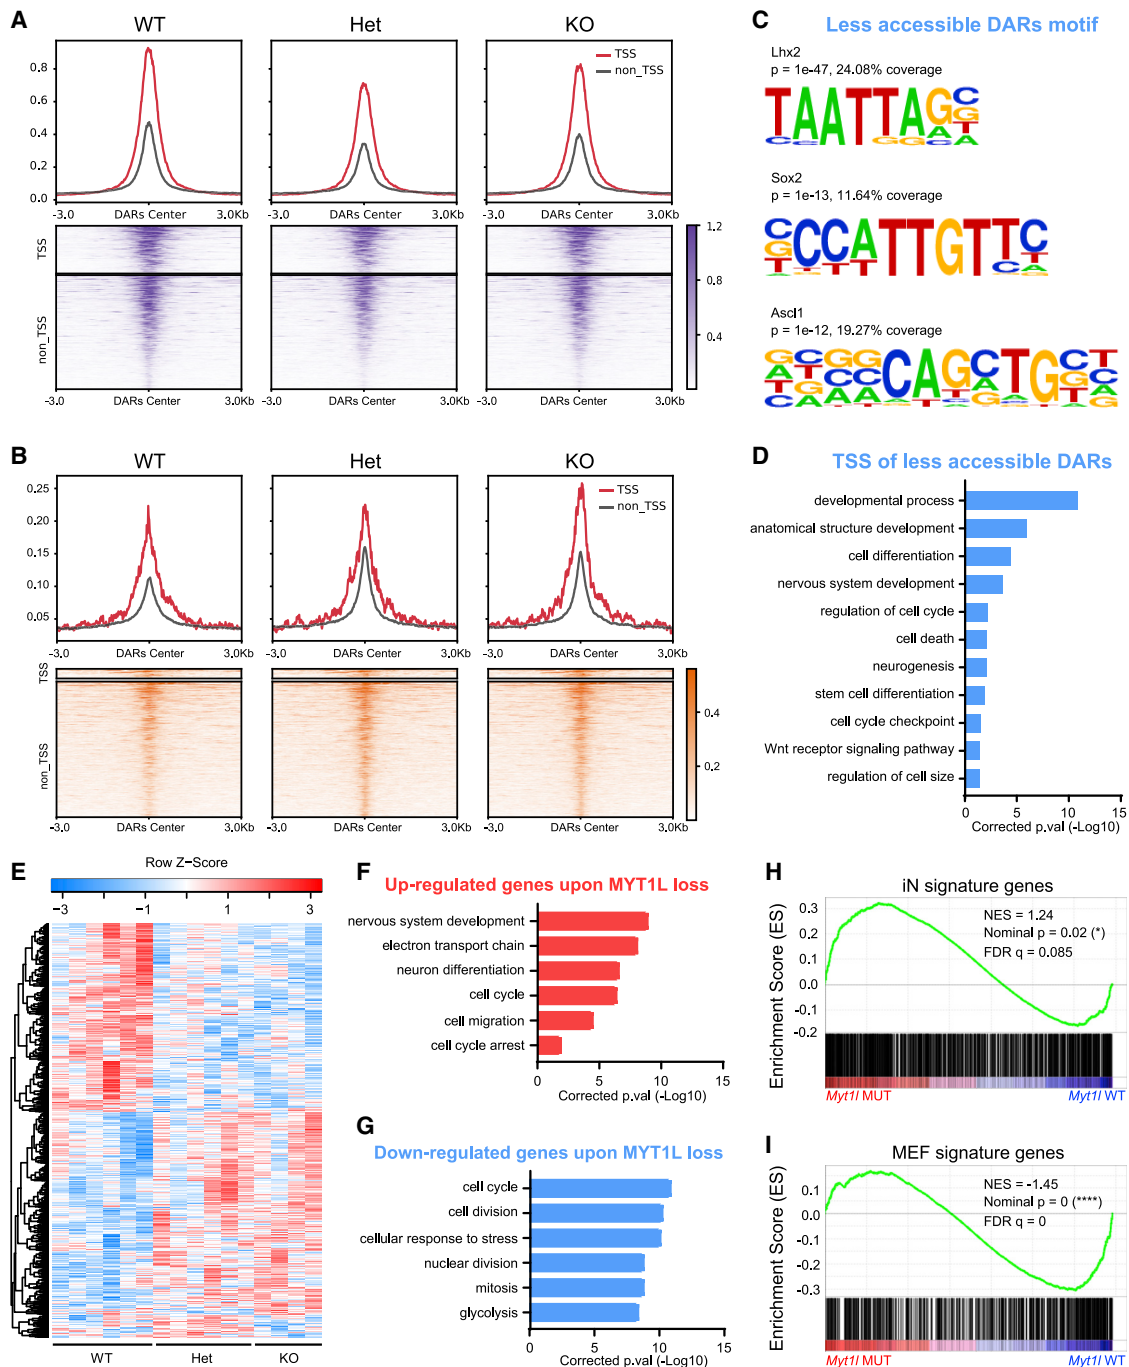 A
WT
Het
KO
TSS
non_TSS
0.8
0.6
0.4
0.2
0.0
-3.0
DARs Center
3.0Kb
-3.0
DARs Center
3.0Kb
-3.0
DARs Center
3.0Kb
TSS
non_TSS
1.2
0.8
0.4
-3.0
DARs Center
3.0Kb
-3.0
DARs Center
3.0Kb
-3.0
DARs Center
3.0Kb
B
WT
Het
KO
TSS
non_TSS
0.25
0.20
0.15
0.10
0.05
-3.0
DARs Center
3.0Kb
-3.0
DARs Center
3.0Kb
-3.0
DARs Center
3.0Kb
TSS
non_TSS
0.4
0.2
-3.0
DARs Center
3.0Kb
-3.0
DARs Center
3.0Kb
-3.0
DARs Center
3.0Kb
C
Less accessible DARs motif
Lhx2
p = 1e-47, 24.08% coverage
Sox2
p = 1e-13, 11.64% coverage
Ascl1
p = 1e-12, 19.27% coverage
D
TSS of less accessible DARs
developmental process
anatomical structure development
cell differentiation
nervous system development
regulation of cell cycle
cell death
neurogenesis
stem cell differentiation
cell cycle checkpoint
Wnt receptor signaling pathway
regulation of cell size
0 5 10 15
Corrected p.val (-Log10)
E
Row Z−Score
−3 −1 1 3
WT
Het
KO
F
Up-regulated genes upon MYT1L loss
nervous system development
electron transport chain
neuron differentiation
cell cycle
cell migration
cell cycle arrest
0 5 10 15
Corrected p.val (-Log10)
G
Down-regulated genes upon MYT1L loss
cell cycle
cell division
cellular response to stress
nuclear division
mitosis
glycolysis
0 5 10 15
Corrected p.val (-Log10)
H
iN signature genes
Enrichment Score (ES)
0.3
0.2
0.1
0.0
-0.1
-0.2
NES = 1.24
Nominal p = 0.02 (*)
FDR q = 0.085
Myt1l MUT
Myt1l WT
I
MEF signature genes
Enrichment Score (ES)
0.1
0.0
-0.1
-0.2
-0.3
NES = -1.45
Nominal p = 0 (****)
FDR q = 0
Myt1l MUT
Myt1l WT